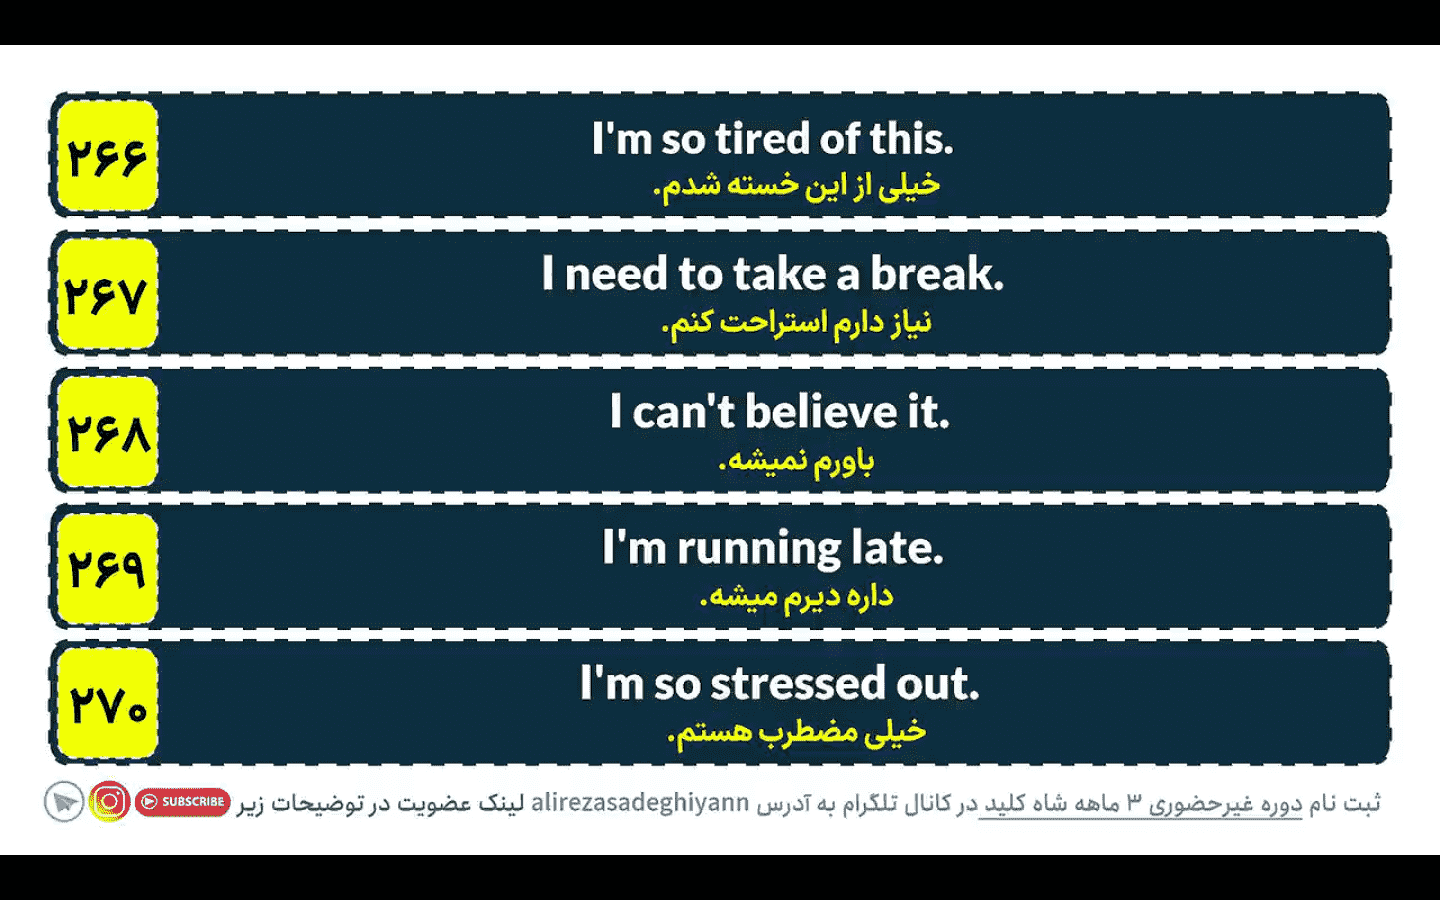 ۲۶۶
I'm so tired of this.
خیلی از این خسته شدم.
۲۶۷
I need to take a break.
نیاز دارم استراحت کنم.
۲۶۸
I can't believe it.
باورم نمیشه.
۲۶۹
I'm running late.
داره دیرم میشه.
۲۷۰
I'm so stressed out.
خیلی مضطرب هستم.
ثبت نام دوره غیرحضوری ۳ ماهه شاه کلید در کانال تلگرام به آدرس alirezasadeghiyann لینک عضویت در توضیحات زیر SUBSCRIBE